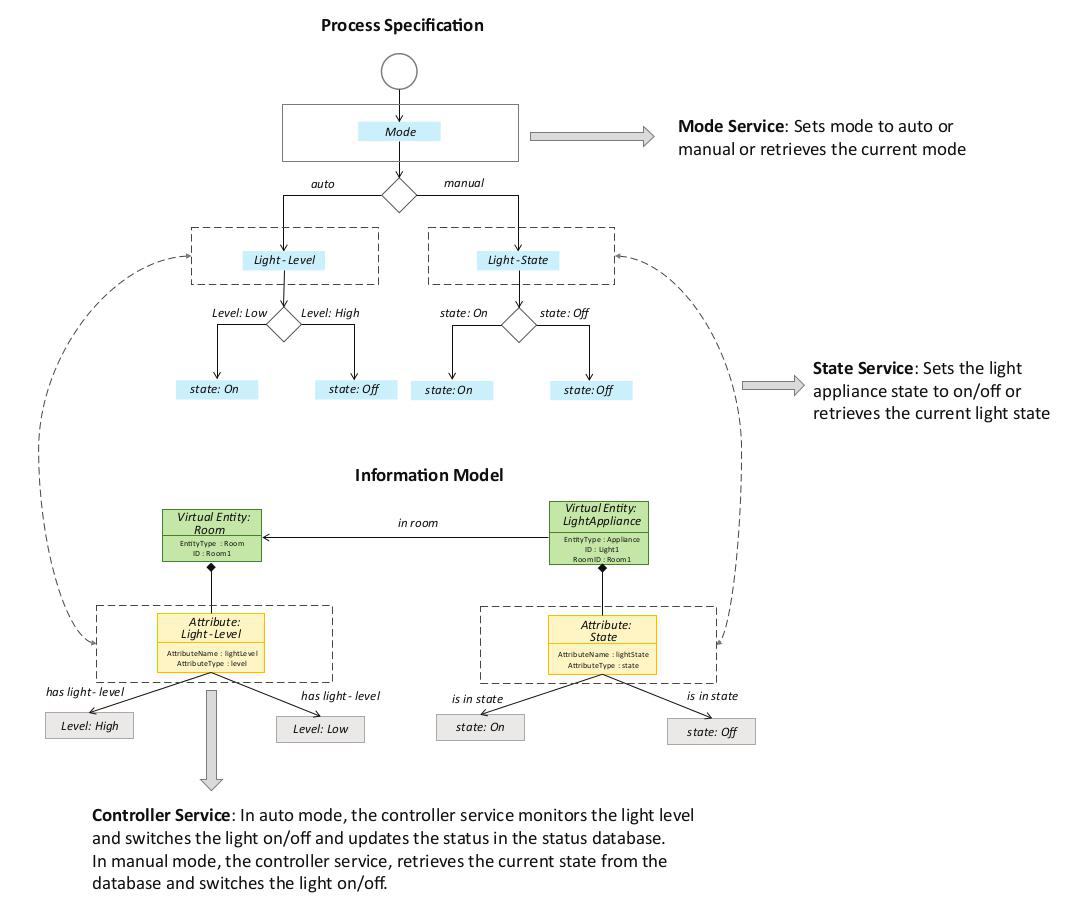 Process Specification
Mode
Mode Service: Sets mode to auto or
manual or retrieves the current mode
auto
manual
Light-Level
Light-State
Level: Low
Level: High
state: On
state: Off
state: On
state: Off
state: On
state: Off
State Service: Sets the light
appliance state to on/off or
retrieves the current light state
Information Model
Virtual Entity:
Room
EntityType : Room
ID : Room1
in room
Virtual Entity:
LightAppliance
EntityType : Appliance
ID : Light1
RoomID : Room1
Attribute:
Light-Level
AttributeName : lightLevel
AttributeType : level
Attribute:
State
AttributeName : lightState
AttributeType : state
has light- level
has light- level
is in state
is in state
Level: High
Level: Low
state: On
state: Off
Controller Service: In auto mode, the controller service monitors the light level
and switches the light on/off and updates the status in the status database.
In manual mode, the controller service, retrieves the current state from the
database and switches the light on/off.